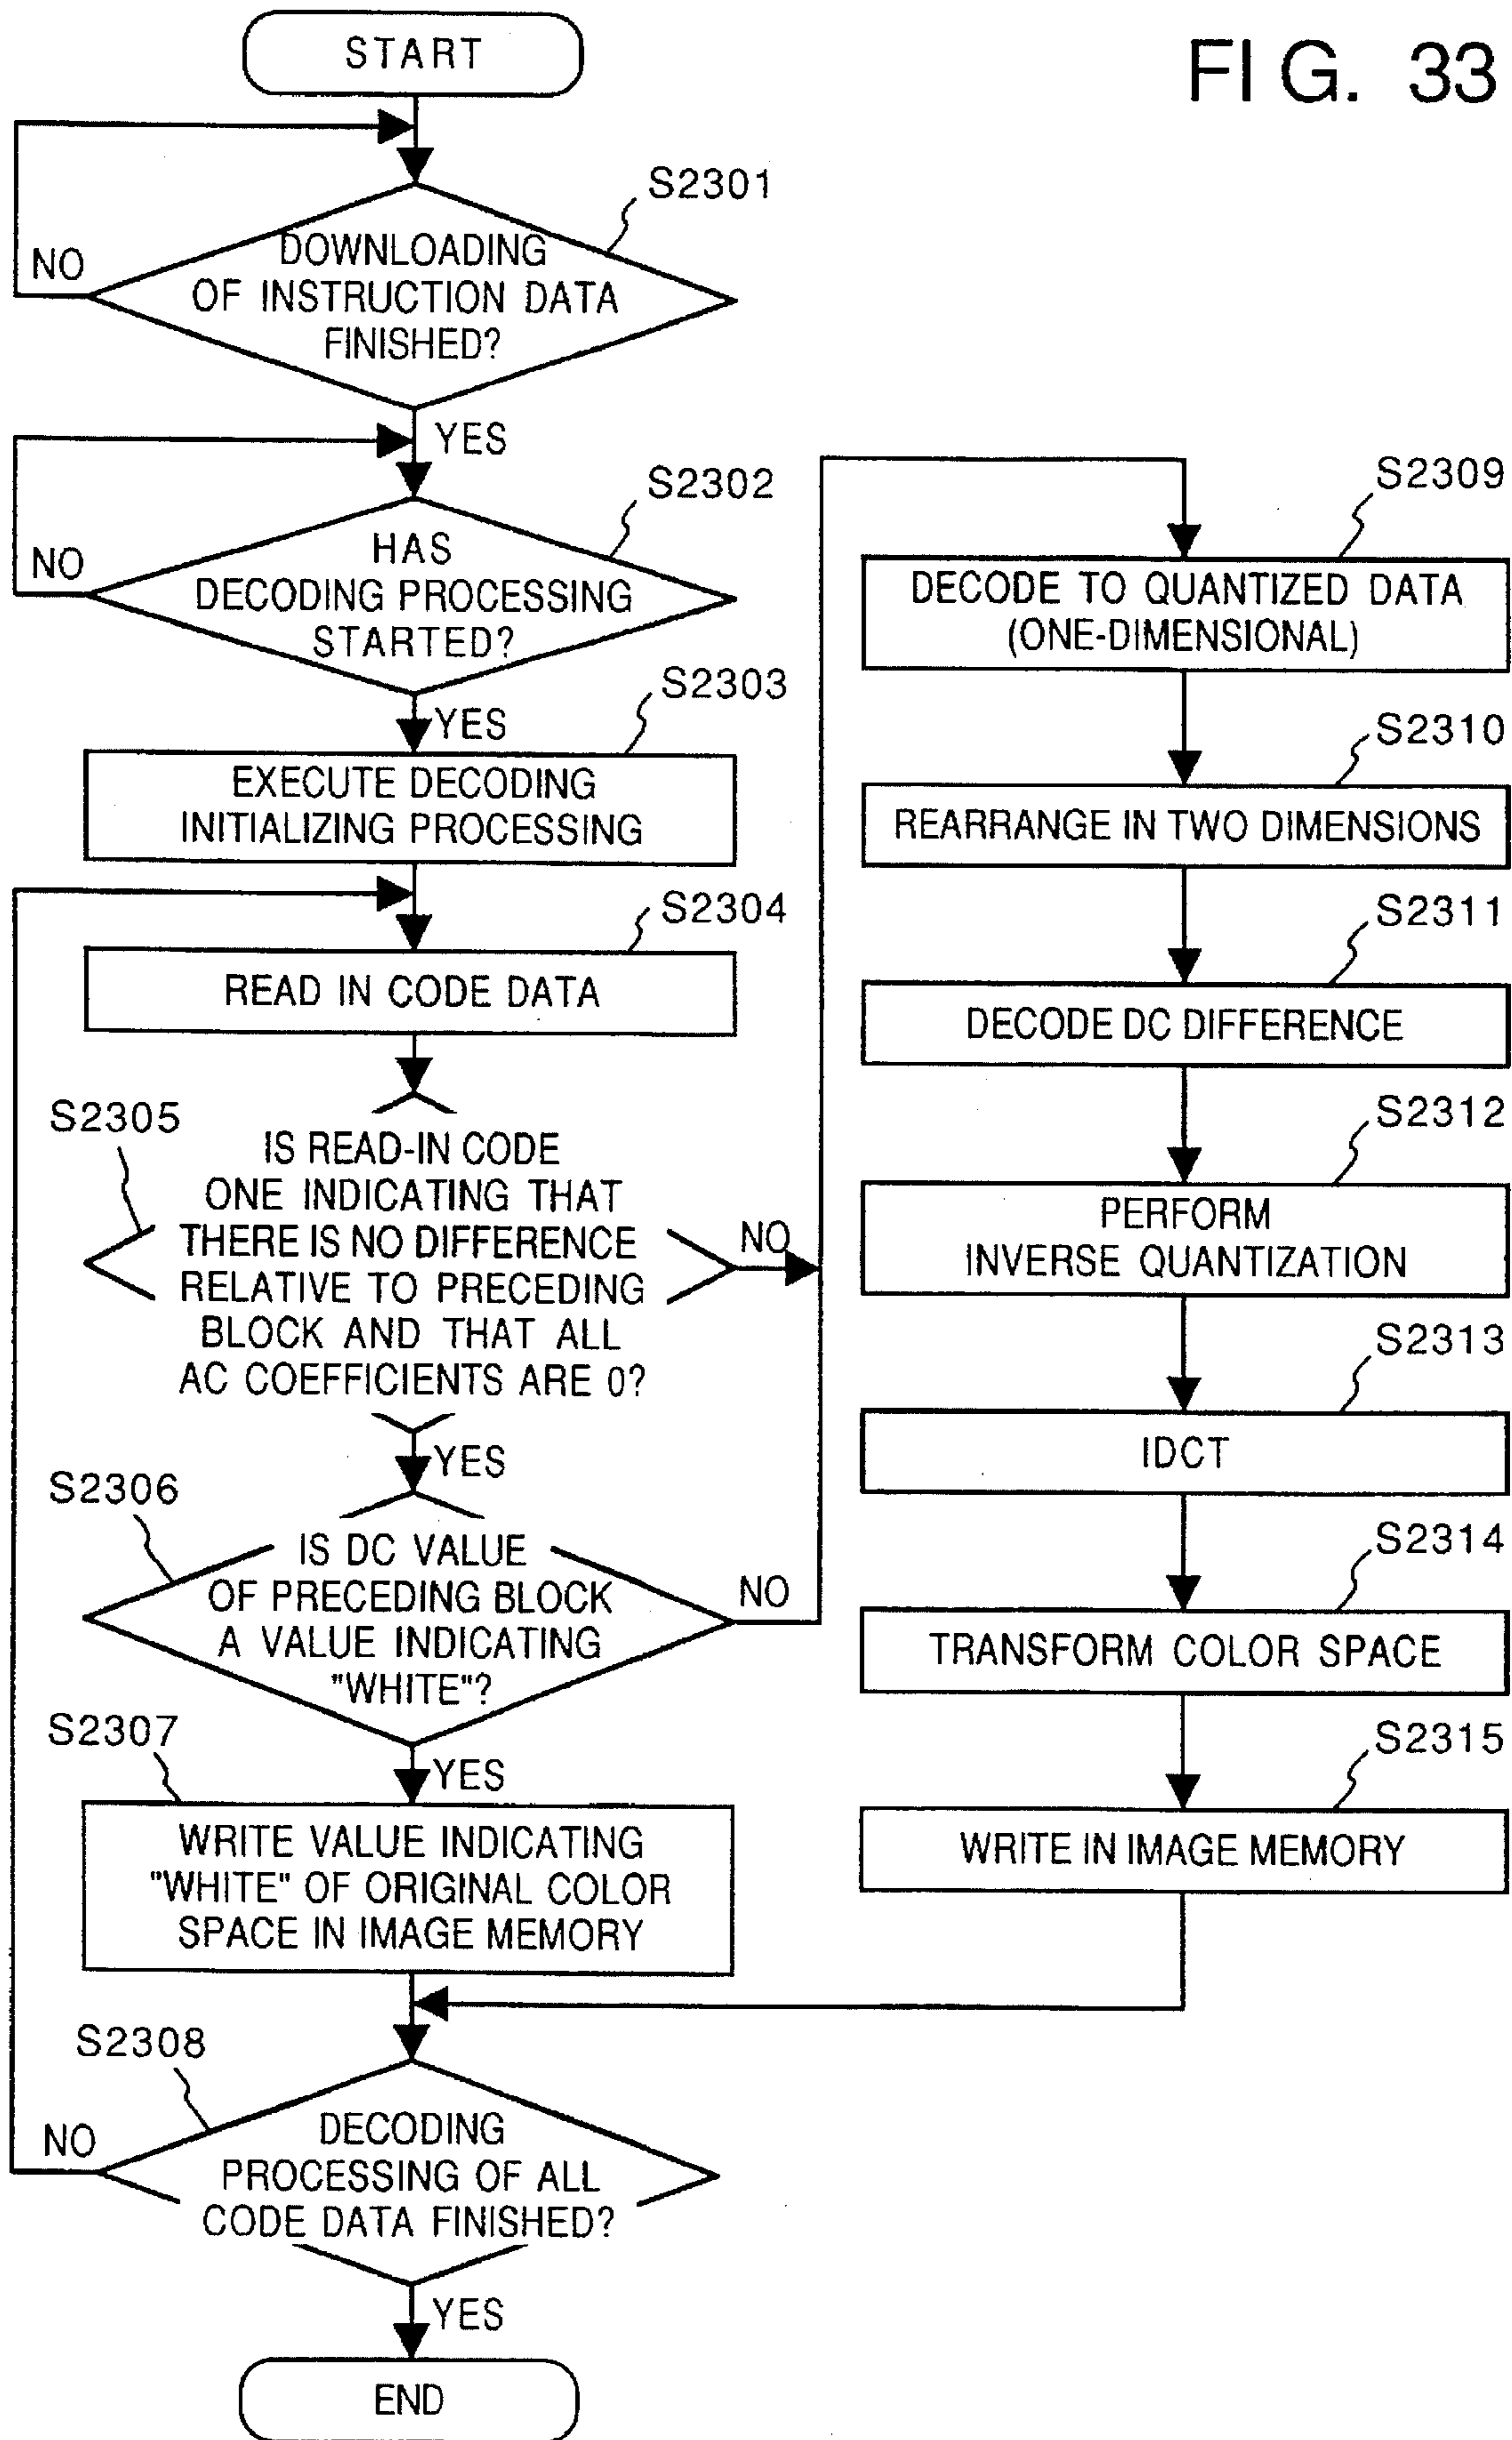 FIG. 33
START
S2301
DOWNLOADING
OF INSTRUCTION DATA
FINISHED?
NO
YES
S2302
HAS
DECODING PROCESSING
STARTED?
NO
YES
S2303
EXECUTE DECODING
INITIALIZING PROCESSING
S2304
READ IN CODE DATA
S2305
IS READ-IN CODE
ONE INDICATING THAT
THERE IS NO DIFFERENCE
RELATIVE TO PRECEDING
BLOCK AND THAT ALL
AC COEFFICIENTS ARE 0?
NO
YES
S2306
IS DC VALUE
OF PRECEDING BLOCK
A VALUE INDICATING
"WHITE"?
NO
YES
S2307
WRITE VALUE INDICATING
"WHITE" OF ORIGINAL COLOR
SPACE IN IMAGE MEMORY
S2308
DECODING
PROCESSING OF ALL
CODE DATA FINISHED?
NO
YES
END
S2309
DECODE TO QUANTIZED DATA
(ONE-DIMENSIONAL)
S2310
REARRANGE IN TWO DIMENSIONS
S2311
DECODE DC DIFFERENCE
S2312
PERFORM
INVERSE QUANTIZATION
S2313
IDCT
S2314
TRANSFORM COLOR SPACE
S2315
WRITE IN IMAGE MEMORY